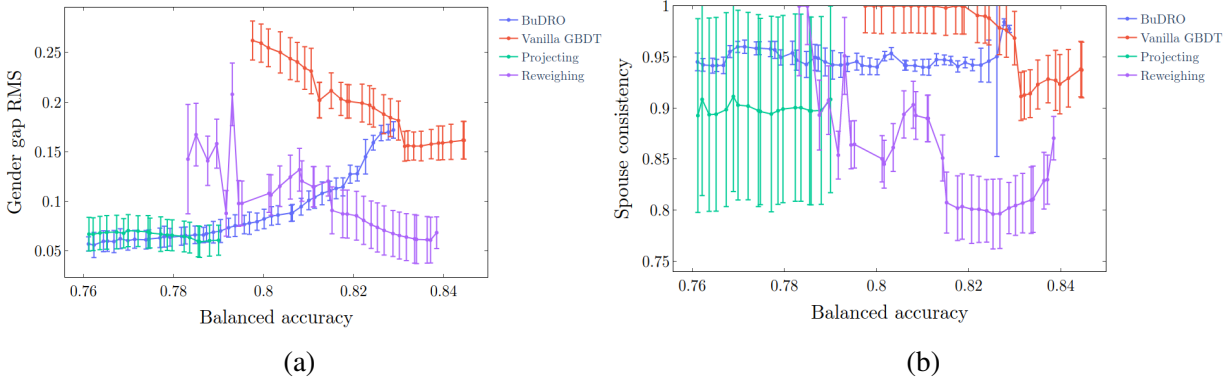 BuDRO
Vanilla GBDT
Projecting
Reweighing
Gender gap RMS
0.25
0.2
0.15
0.1
0.05
0.76
0.78
0.8
0.82
0.84
Balanced accuracy
(a)
BuDRO
Vanilla GBDT
Projecting
Reweighing
Spouse consistency
1
0.95
0.9
0.85
0.8
0.75
0.76
0.78
0.8
0.82
0.84
Balanced accuracy
(b)